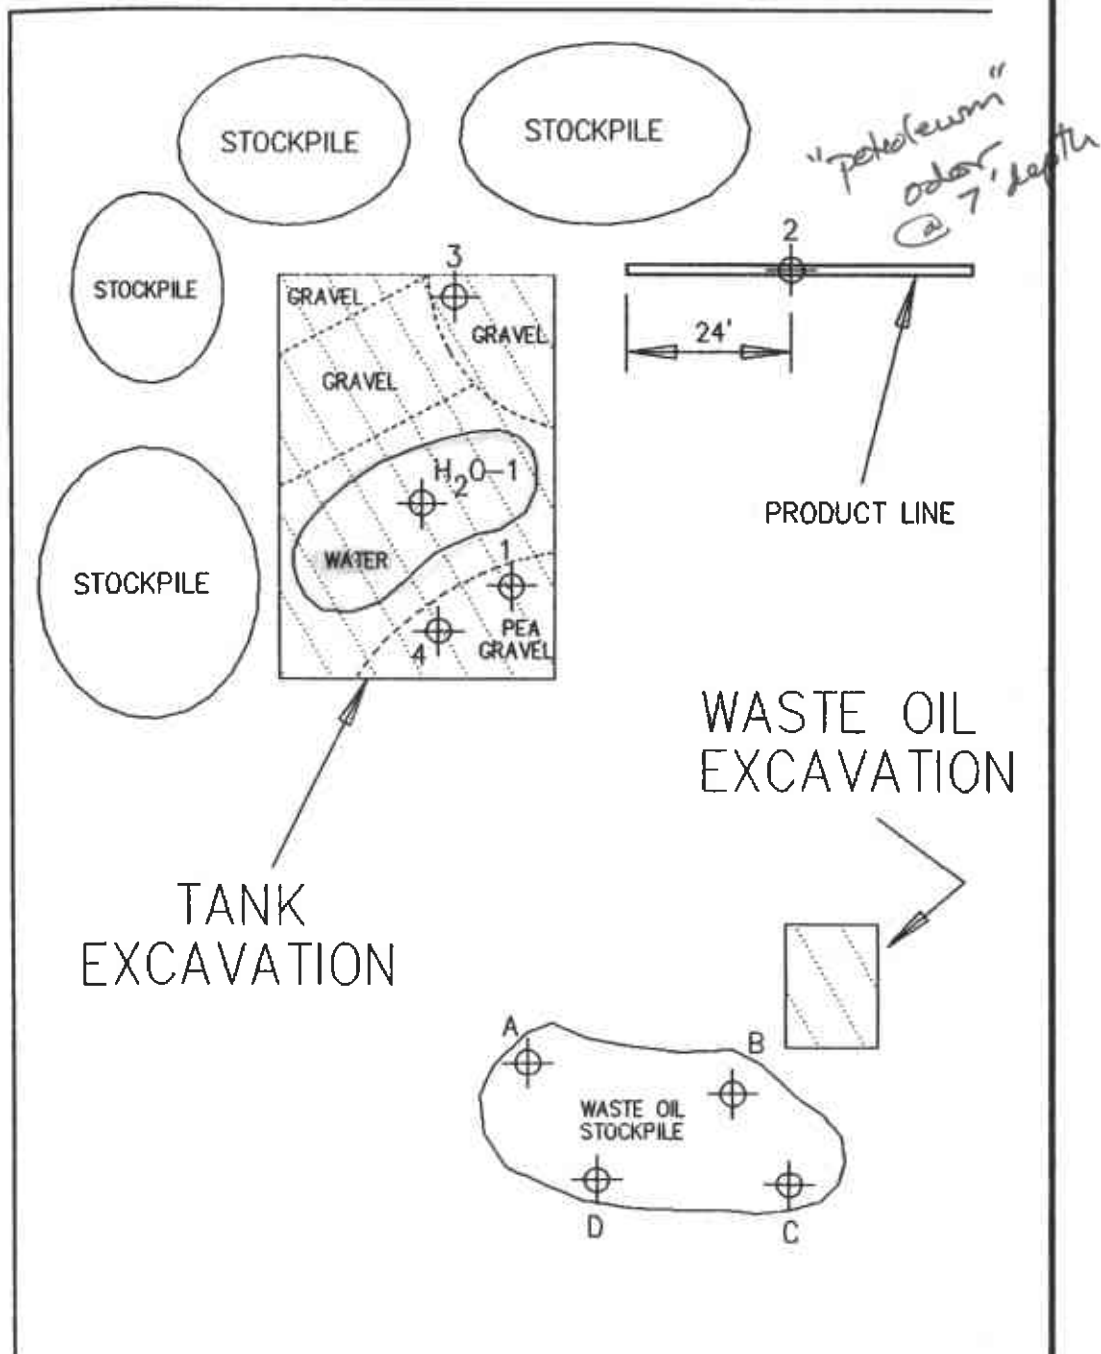 STOCKPILE
STOCKPILE
"petroleum"
odor
@ 7' depth
STOCKPILE
3
2
GRAVEL
GRAVEL
24'
GRAVEL
H2O-1
PRODUCT LINE
WATER
1
STOCKPILE
PEA
GRAVEL
4
WASTE OIL
EXCAVATION
TANK
EXCAVATION
A
B
WASTE OIL
STOCKPILE
D
C